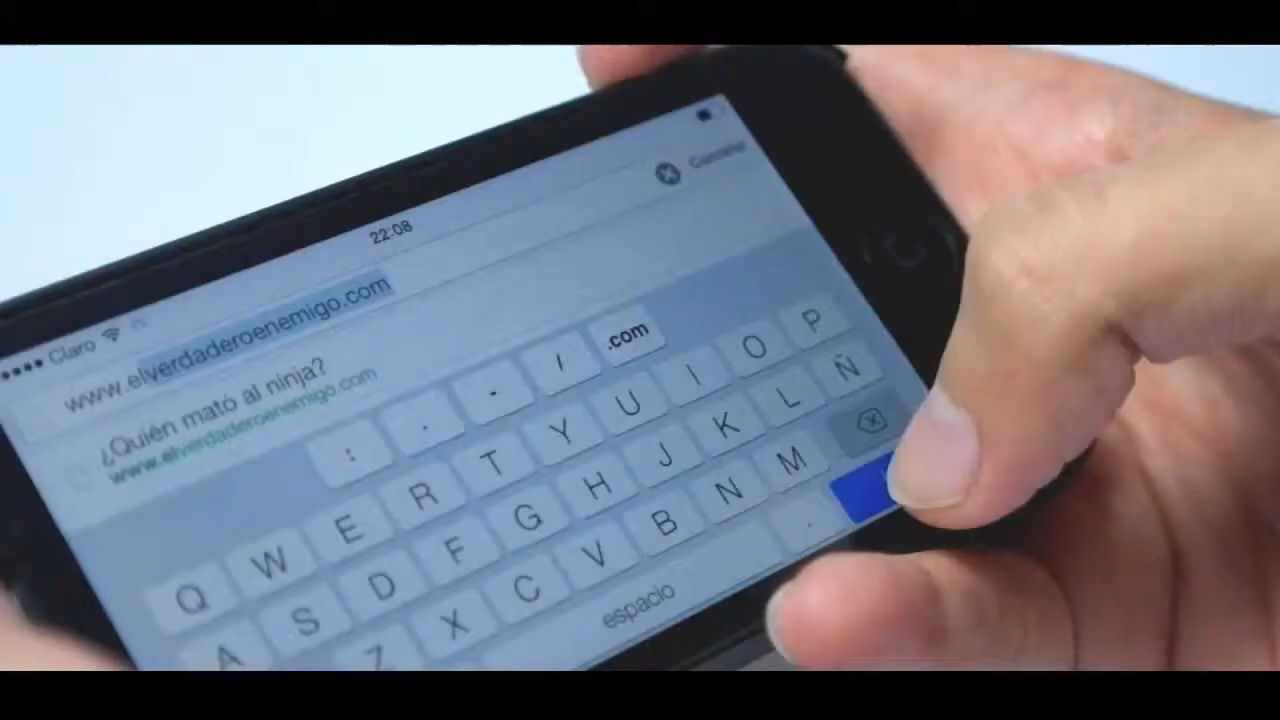 22:08
Claro
Cancelar
www.elverdaderoenemigo.com
¿Quién mató al ninja?
www.elverdaderoenemigo.com
: . - / .com
Q W E R T Y U I O P
A S D F G H J K L Ñ
Z X C V B N M
espacio .